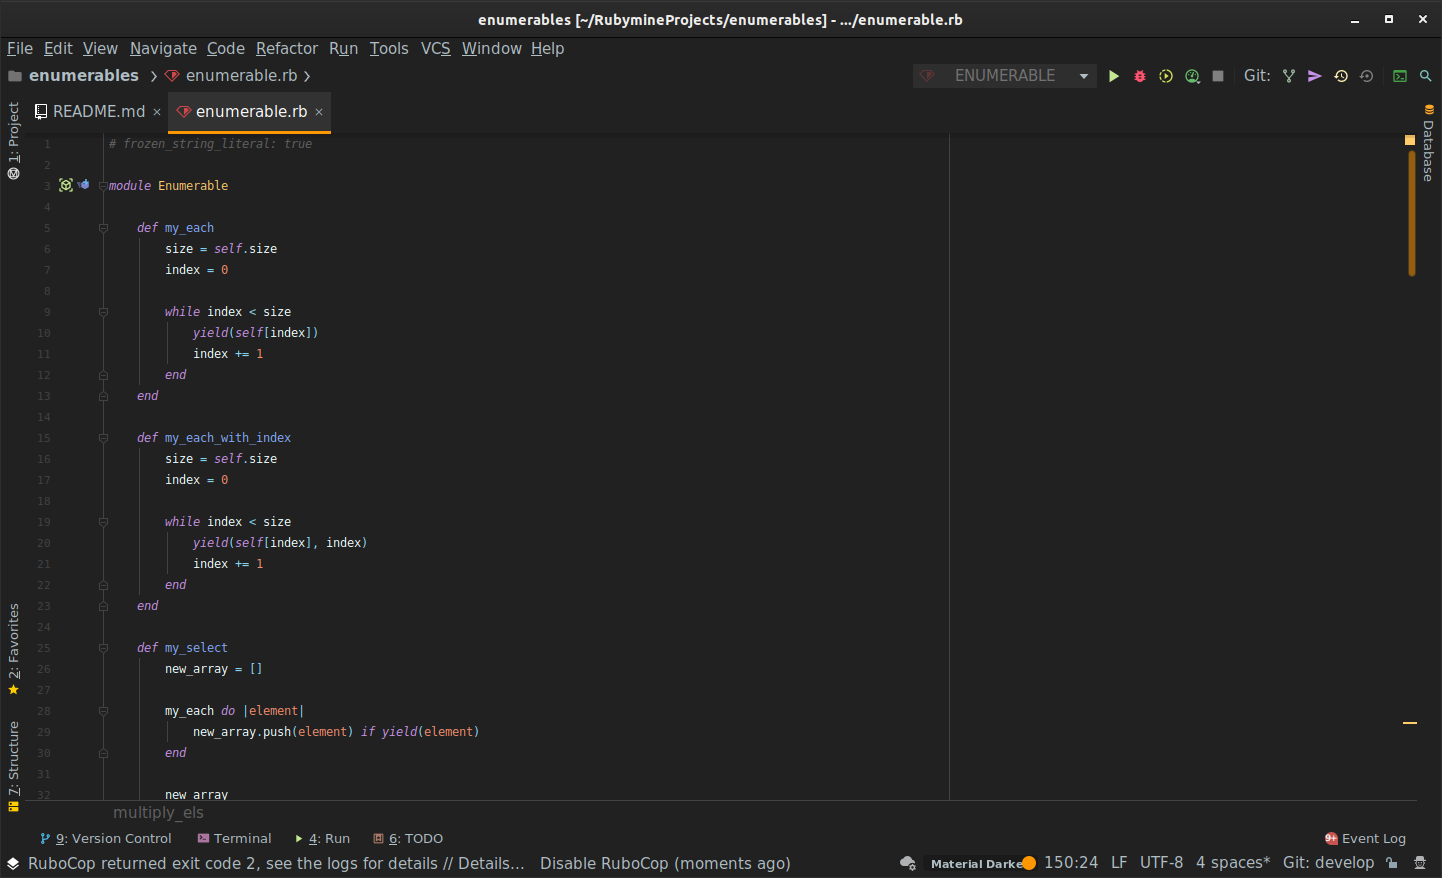 enumerables [~/RubymineProjects/enumerables] - .../enumerable.rb
File Edit View Navigate Code Refactor Run Tools VCS Window Help
enumerables enumerable.rb
ENUMERABLE Git:
README.md enumerable.rb
1: Project
Database
2: Favorites
7: Structure
1 # frozen_string_literal: true
2
3 module Enumerable
4
5 def my_each
6 size = self.size
7 index = 0
8
9 while index < size
10 yield(self[index])
11 index += 1
12 end
13 end
14
15 def my_each_with_index
16 size = self.size
17 index = 0
18
19 while index < size
20 yield(self[index], index)
21 index += 1
22 end
23 end
24
25 def my_select
26 new_array = []
27
28 my_each do |element|
29 new_array.push(element) if yield(element)
30 end
31
32 new_array
multiply_els
9: Version Control Terminal 4: Run 6: TODO 9+ Event Log
RuboCop returned exit code 2, see the logs for details // Details... Disable RuboCop (moments ago) Material Darke 150:24 LF UTF-8 4 spaces* Git: develop